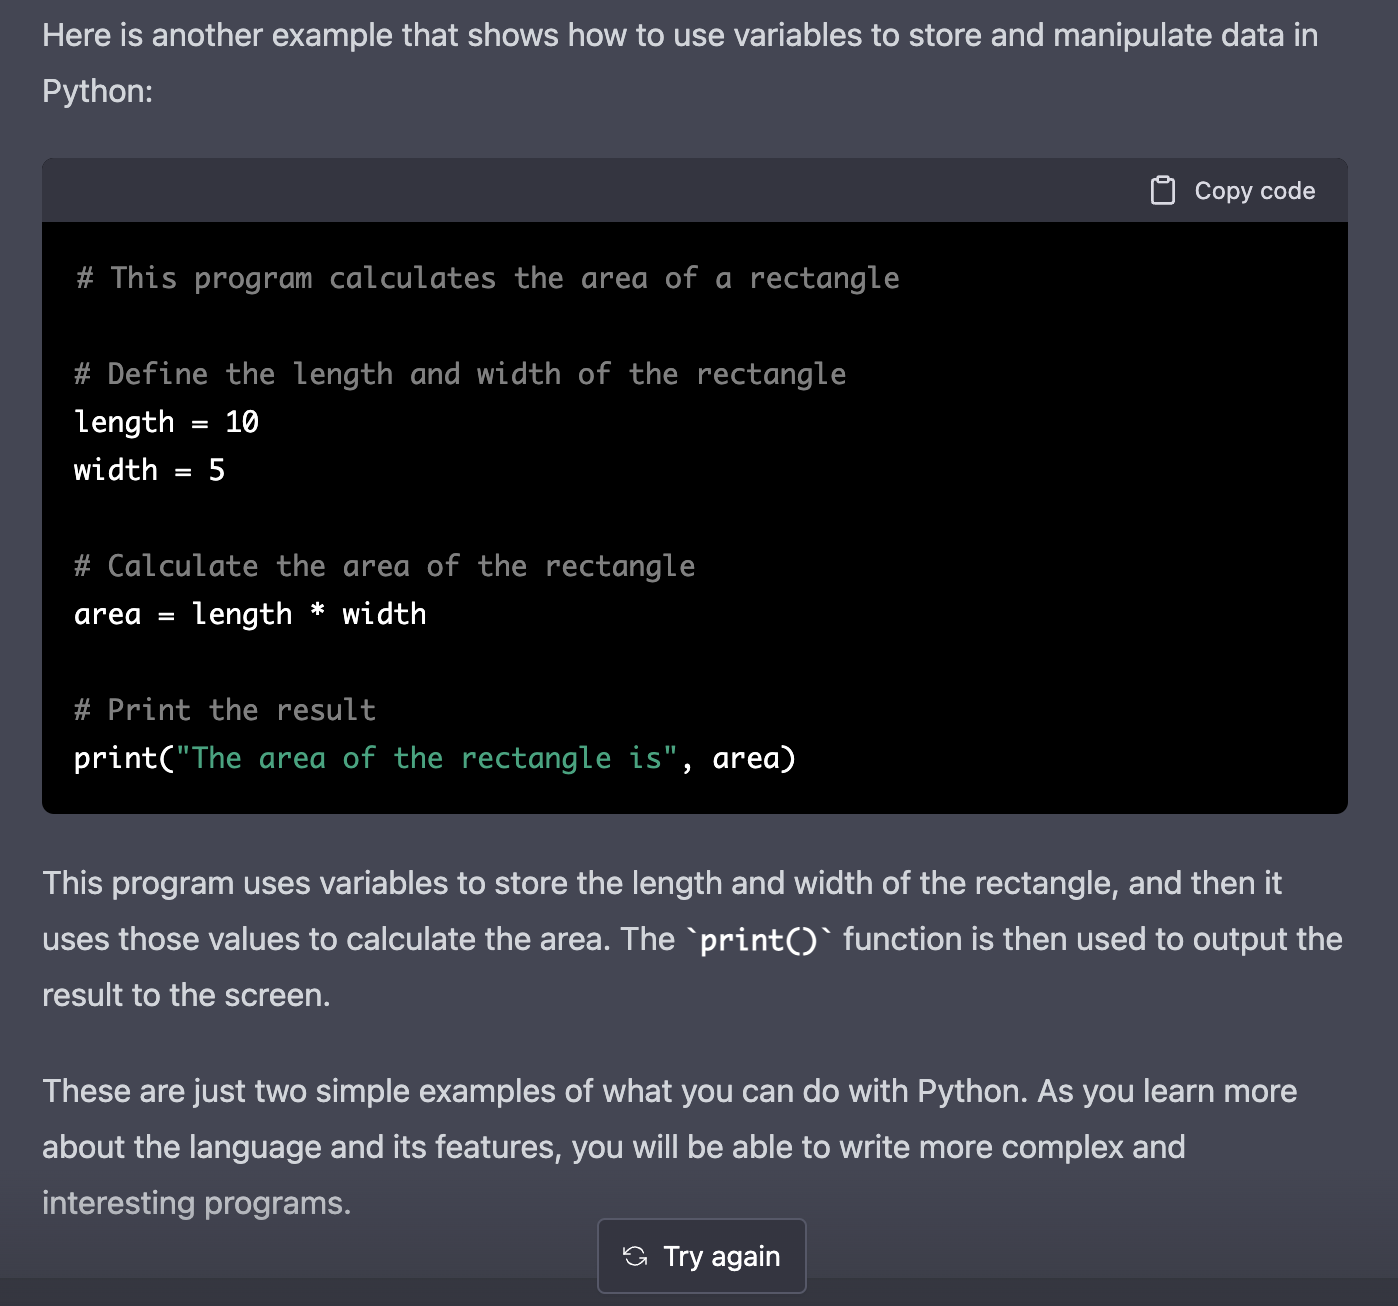 Here is another example that shows how to use variables to store and manipulate data in
Python:
Copy code
# This program calculates the area of a rectangle
# Define the length and width of the rectangle
length = 10
width = 5
# Calculate the area of the rectangle
area = length * width
# Print the result
print("The area of the rectangle is", area)
This program uses variables to store the length and width of the rectangle, and then it
uses those values to calculate the area. The `print()` function is then used to output the
result to the screen.
These are just two simple examples of what you can do with Python. As you learn more
about the language and its features, you will be able to write more complex and
interesting programs.
Try again